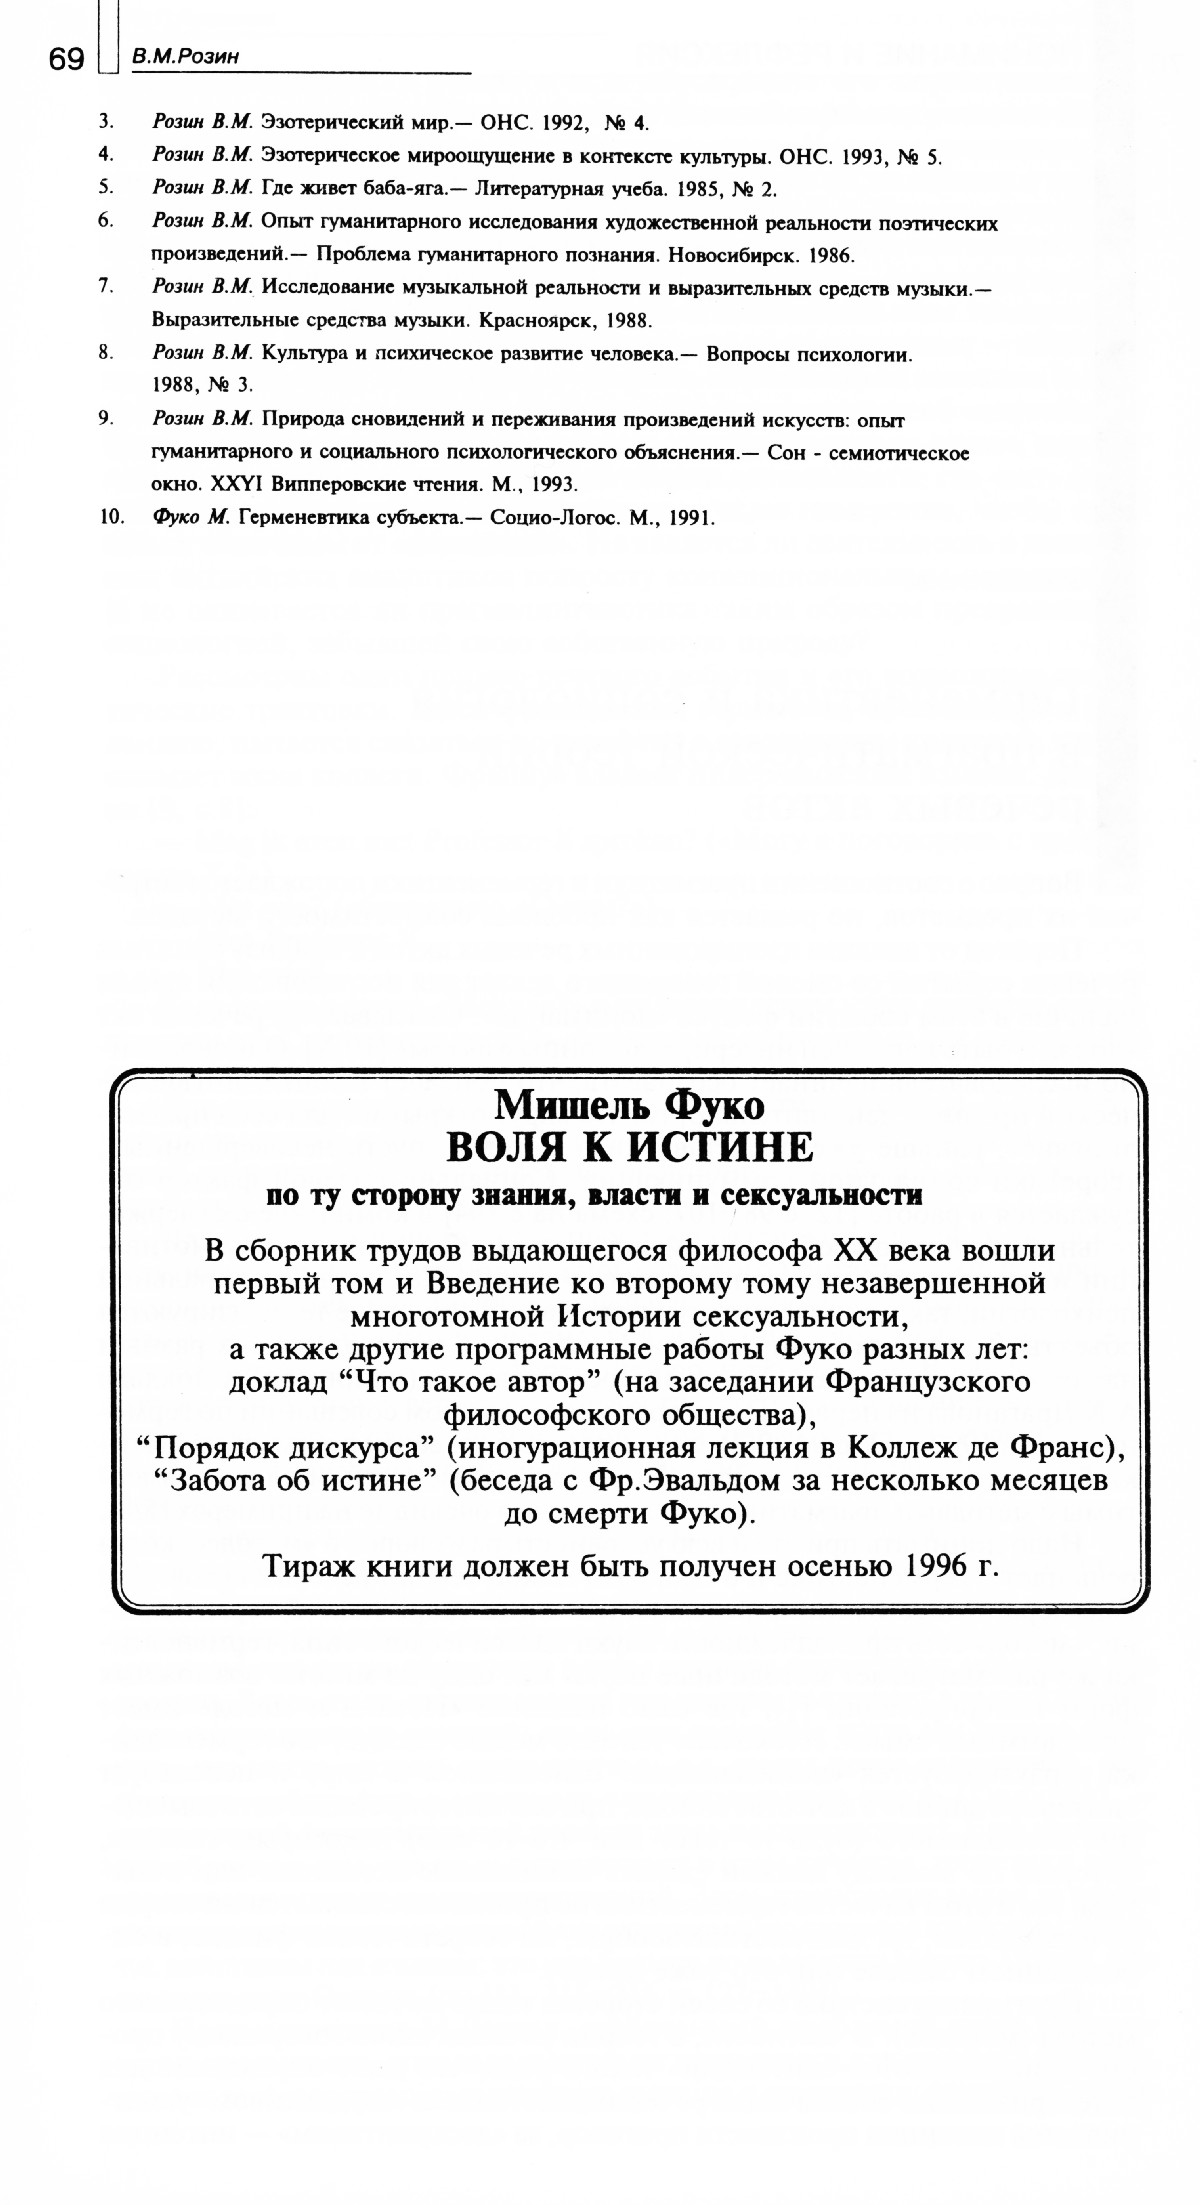 69 В.М.Розин
3. Розин В.М. Эзотерический мир.— ОНС. 1992, № 4.
4. Розин В.М. Эзотерическое мироощущение в контексте культуры. ОНС. 1993, № 5.
5. Розин В.М. Где живет баба-яга.— Литературная учеба. 1985, № 2.
6. Розин В.М. Опыт гуманитарного исследования художественной реальности поэтических
произведений.— Проблема гуманитарного познания. Новосибирск. 1986.
7. Розин В.М. Исследование музыкальной реальности и выразительных средств музыки.—
Выразительные средства музыки. Красноярск, 1988.
8. Розин В.М. Культура и психическое развитие человека.— Вопросы психологии.
1988, № 3.
9. Розин В.М. Природа сновидений и переживания произведений искусств: опыт
гуманитарного и социального психологического объяснения.— Сон - семиотическое
окно. XXYI Випперовские чтения. М., 1993.
10. Фуко М. Герменевтика субъекта.— Социо-Логос. М., 1991.
Мишель Фуко
ВОЛЯ К ИСТИНЕ
по ту сторону знания, власти и сексуальности
В сборник трудов выдающегося философа XX века вошли
первый том и Введение ко второму тому незавершенной
многотомной Истории сексуальности,
а также другие программные работы Фуко разных лет:
доклад “Что такое автор” (на заседании Французского
философского общества),
“Порядок дискурса” (иногурационная лекция в Коллеж де Франс),
“Забота об истине” (беседа с Фр.Эвальдом за несколько месяцев
до смерти Фуко).
Тираж книги должен быть получен осенью 1996 г.